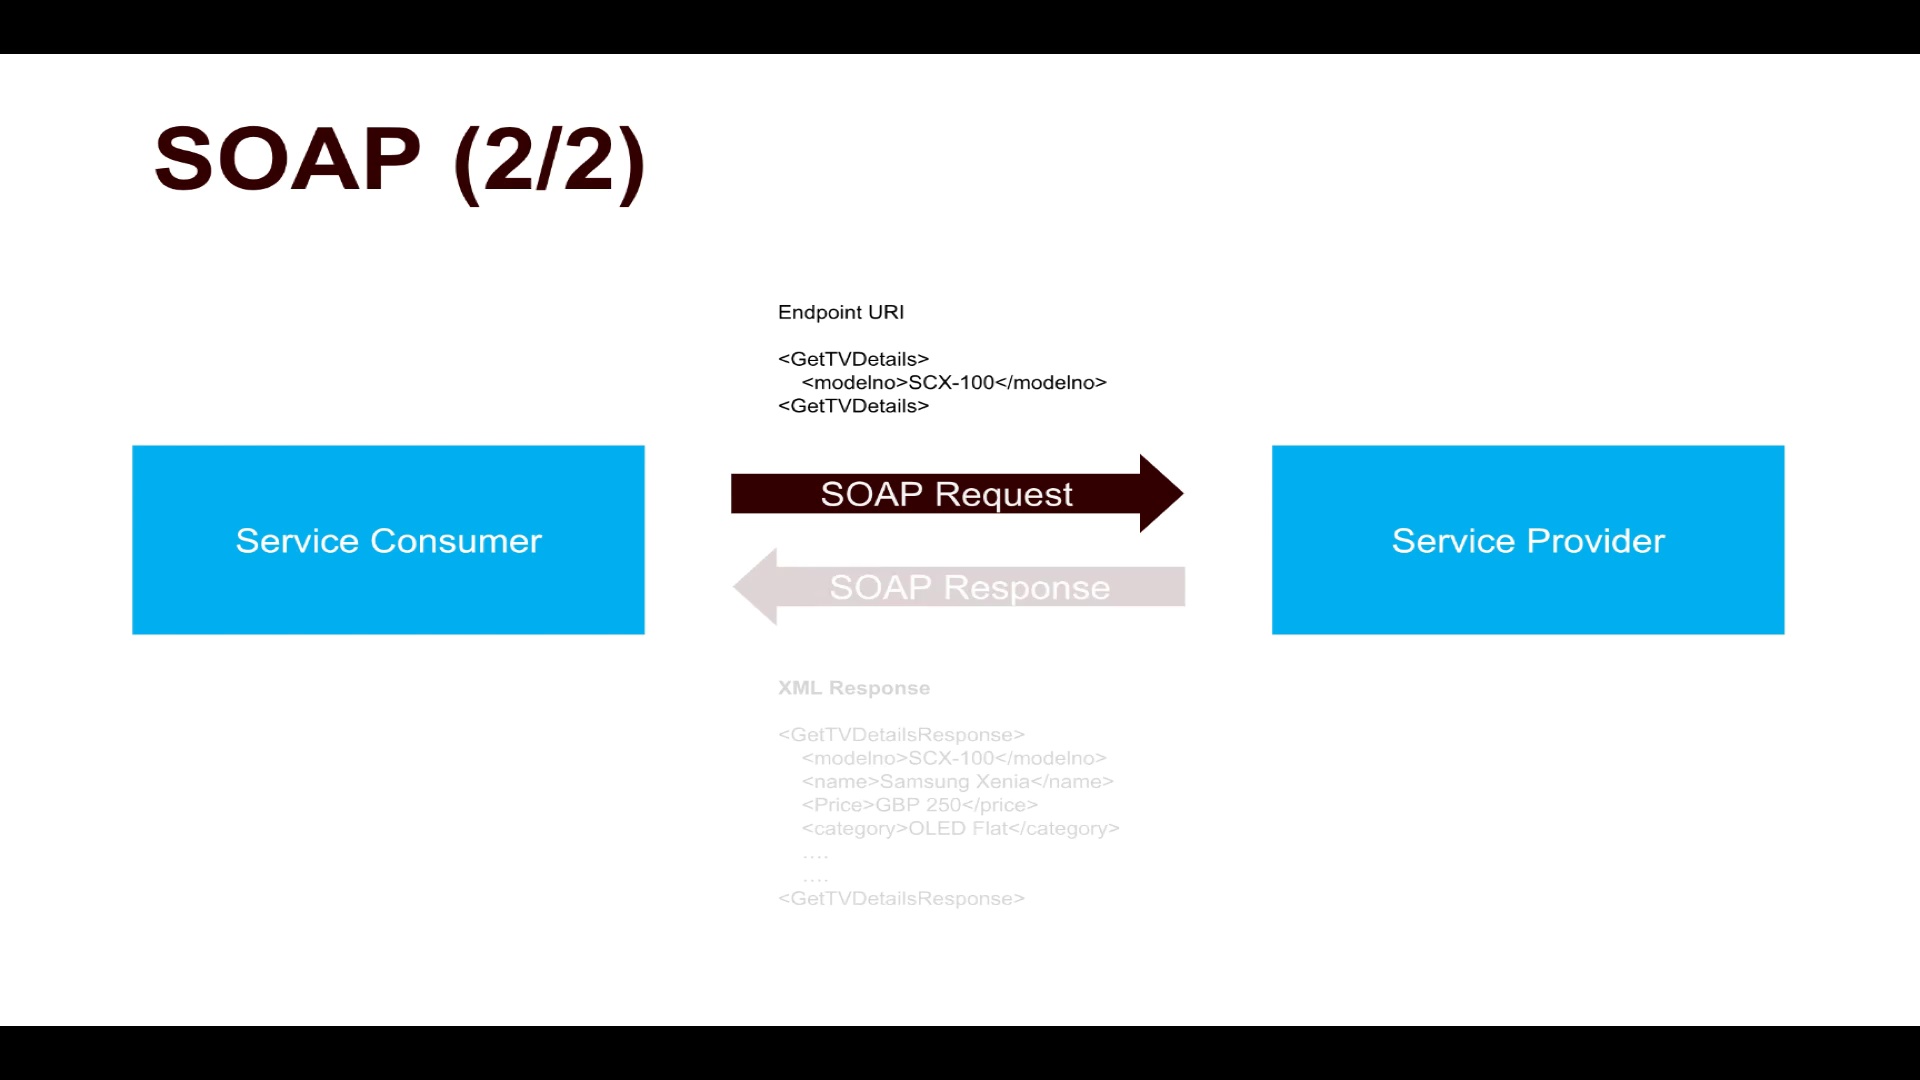 SOAP (2/2)
Endpoint URI
<GetTVDetails>
<modelno>SCX-100</modelno>
<GetTVDetails>
SOAP Request
Service Consumer
Service Provider
SOAP Response
XML Response
<GetTVDetailsResponse>
<modelno>SCX-100</modelno>
<name>Samsung Xenia</name>
<Price>GBP 250</price>
<category>OLED Flat</category>
....
....
<GetTVDetailsResponse>